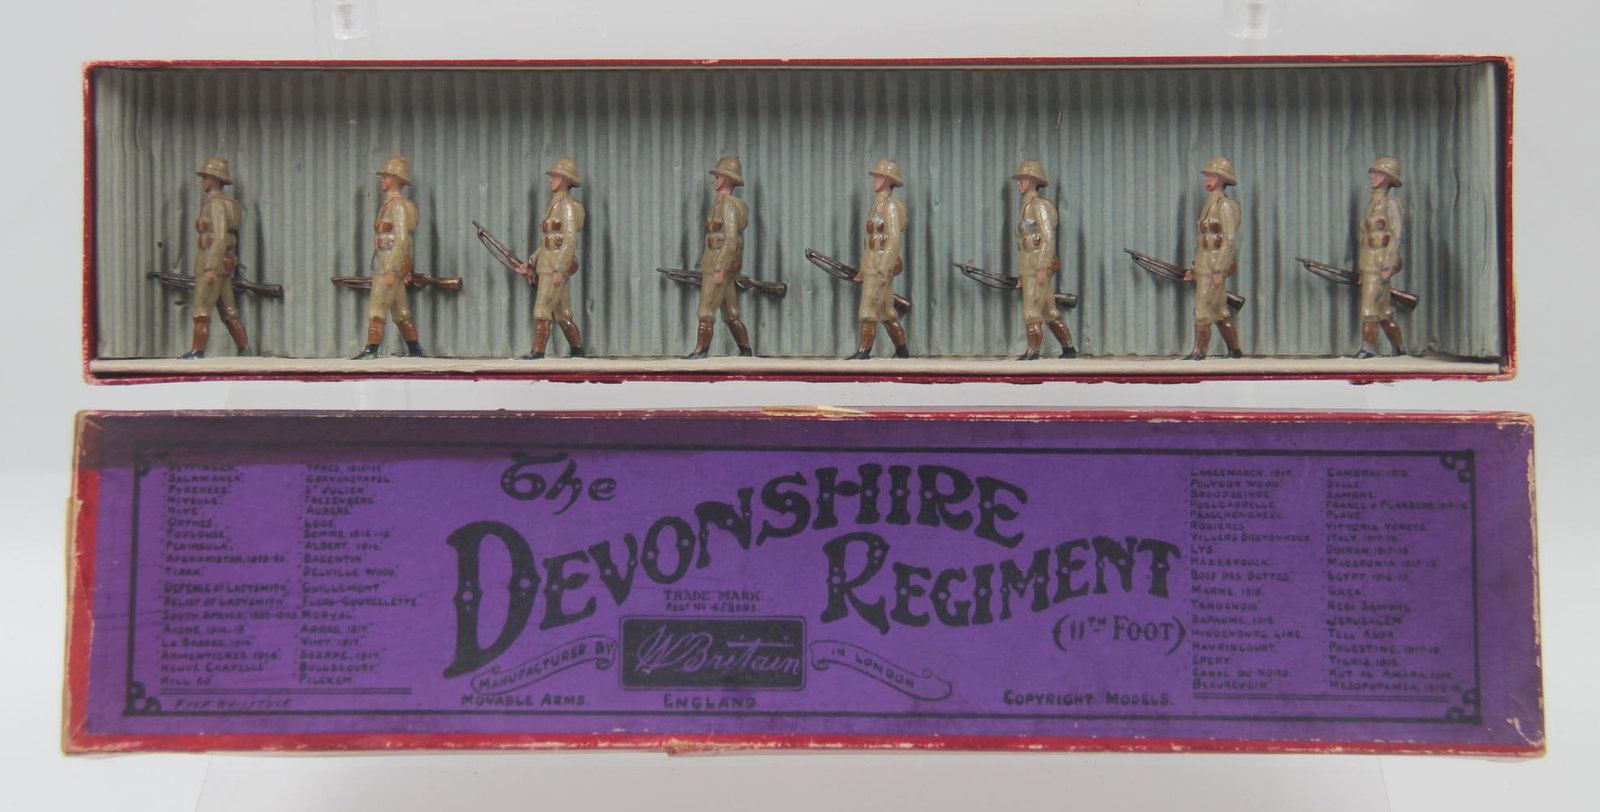 The
DEVONSHIRE
REGIMENT
(11TH FOOT)
TRADE MARK
REGD No 459993.
MANUFACTURED BY
W Britain
IN LONDON
MOVABLE ARMS.
ENGLAND.
COPYRIGHT MODELS.
FRED WHISSTOCK
"DETTINGEN."
"SALAMANCA."
"PYRENEES."
"NIVELLE."
"NIVE."
"ORTHES."
"TOULOUSE."
"PENINSULA."
"AFGHANISTAN, 1879-80."
"TIRAH."
"DEFENCE OF LADYSMITH."
"RELIEF OF LADYSMITH."
"SOUTH AFRICA, 1899-1902."
"AISNE, 1914-18."
"LA BASSEE, 1914."
"ARMENTIERES, 1914."
"NEUVE CHAPELLE."
"HILL 60."
"YPRES, 1915-17."
"GRAVENSTAFEL."
"ST JULIEN."
"FREZENBERG."
"AUBERS."
"LOOS."
"SOMME, 1916-18."
"ALBERT, 1916."
"BAZENTIN."
"DELVILLE WOOD."
"GUILLEMONT."
"FLERS-COURCELETTE."
"MORVAL."
"ARRAS, 1917."
"VIMY, 1917."
"SCARPE, 1917."
"BULLECOURT."
"PILCKEM."
"LANGEMARCK, 1917."
"POLYGON WOOD."
"BROODSEINDE."
"POELCAPPELLE."
"PASSCHENDAELE."
"ROSIERES."
"VILLERS BRETONNEUX."
"LYS."
"HAZEBROUCK."
"BOIS DES BUTTES."
"MARNE, 1918."
"TARDENOIS."
"BAPAUME, 1918."
"HINDENBURG LINE."
"HAVRINCOURT."
"EPEHY."
"CANAL DU NORD."
"BEAUREVOIR."
"CAMBRAI, 1918."
"SELLE."
"SAMBRE."
"FRANCE & FLANDERS, 1914-18."
"PIAVE."
"VITTORIA VENETO."
"ITALY, 1917-18."
"DOIRAN, 1917-18."
"MACEDONIA, 1915-18."
"EGYPT, 1916-17."
"GAZA."
"NEBI SAMWIL."
"JERUSALEM."
"TELL 'ASUR."
"PALESTINE, 1917-18."
"TIGRIS, 1916."
"KUT AL AMARA, 1917."
"MESOPOTAMIA, 1916-18."